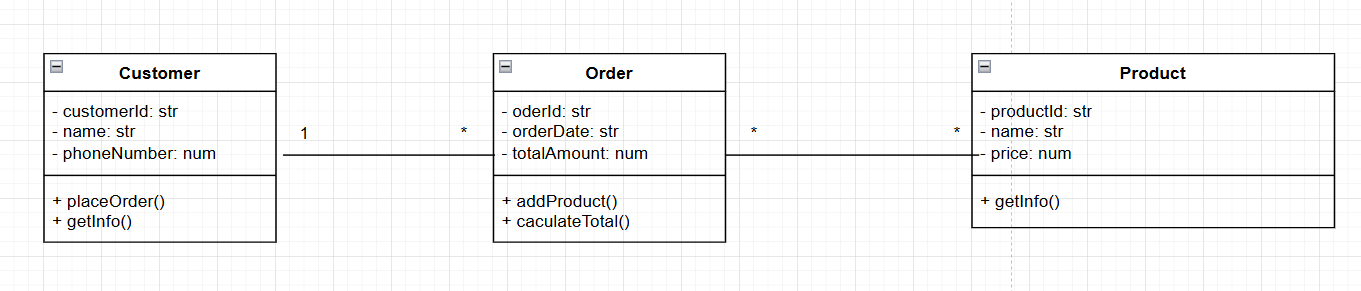 Customer
- customerId: str
- name: str
- phoneNumber: num
+ placeOrder()
+ getInfo()
1
*
Order
- oderId: str
- orderDate: str
- totalAmount: num
+ addProduct()
+ caculateTotal()
*
*
Product
- productId: str
- name: str
- price: num
+ getInfo()